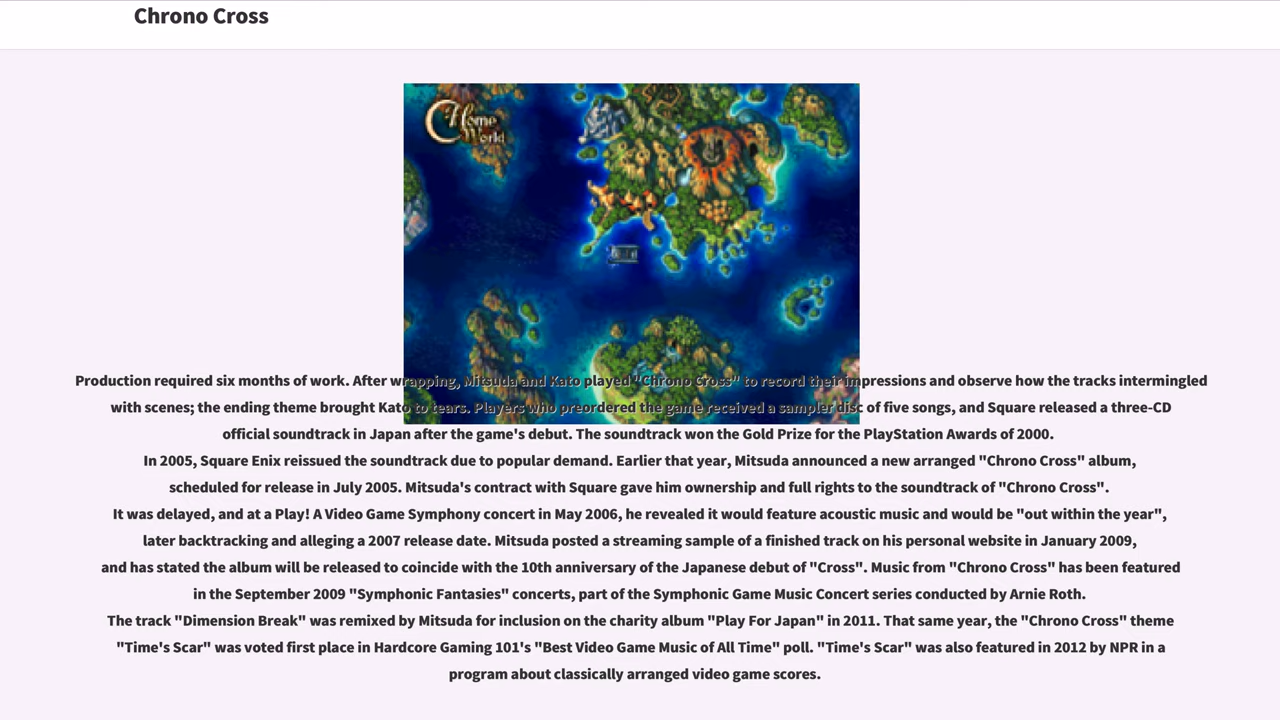 Chrono Cross
Home
World
Production required six months of work. After wrapping, Mitsuda and Kato played "Chrono Cross" to record their impressions and observe how the tracks intermingled
with scenes; the ending theme brought Kato to tears. Players who preordered the game received a sampler disc of five songs, and Square released a three-CD
official soundtrack in Japan after the game's debut. The soundtrack won the Gold Prize for the PlayStation Awards of 2000.
In 2005, Square Enix reissued the soundtrack due to popular demand. Earlier that year, Mitsuda announced a new arranged "Chrono Cross" album,
scheduled for release in July 2005. Mitsuda's contract with Square gave him ownership and full rights to the soundtrack of "Chrono Cross".
It was delayed, and at a Play! A Video Game Symphony concert in May 2006, he revealed it would feature acoustic music and would be "out within the year",
later backtracking and alleging a 2007 release date. Mitsuda posted a streaming sample of a finished track on his personal website in January 2009,
and has stated the album will be released to coincide with the 10th anniversary of the Japanese debut of "Cross". Music from "Chrono Cross" has been featured
in the September 2009 "Symphonic Fantasies" concerts, part of the Symphonic Game Music Concert series conducted by Arnie Roth.
The track "Dimension Break" was remixed by Mitsuda for inclusion on the charity album "Play For Japan" in 2011. That same year, the "Chrono Cross" theme
"Time's Scar" was voted first place in Hardcore Gaming 101's "Best Video Game Music of All Time" poll. "Time's Scar" was also featured in 2012 by NPR in a
program about classically arranged video game scores.